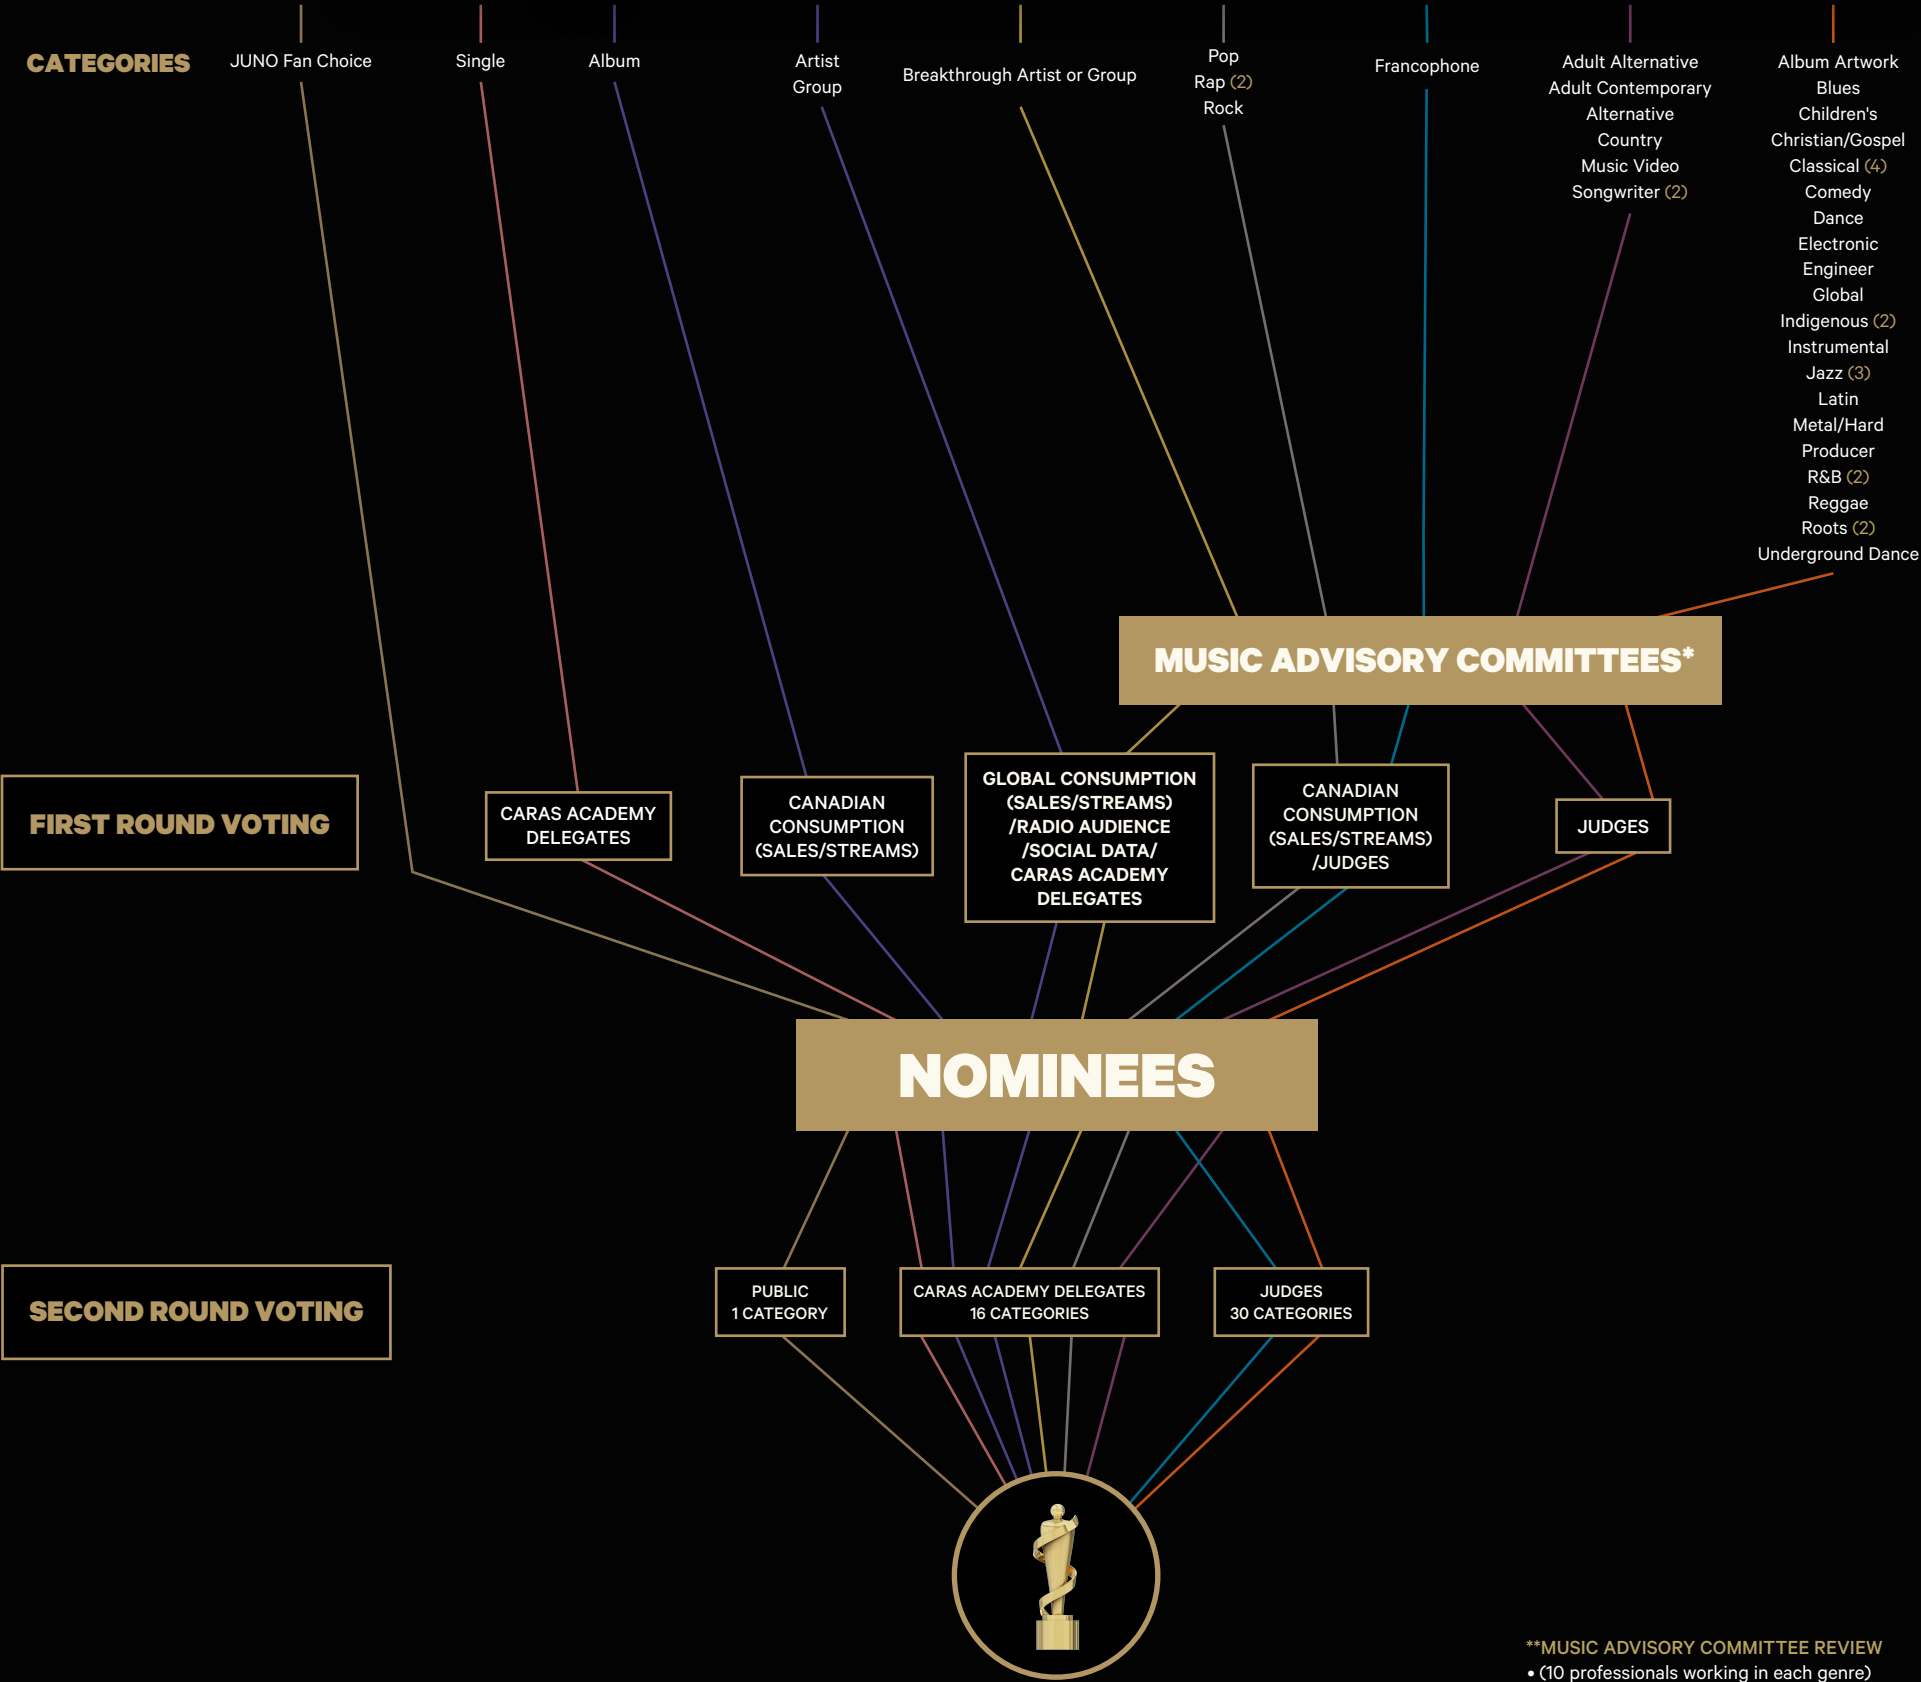 CATEGORIES
JUNO Fan Choice
Single
Album
Artist
Group
Breakthrough Artist or Group
Pop
Rap (2)
Rock
Francophone
Adult Alternative
Adult Contemporary
Alternative
Country
Music Video
Songwriter (2)
Album Artwork
Blues
Children's
Christian/Gospel
Classical (4)
Comedy
Dance
Electronic
Engineer
Global
Indigenous (2)
Instrumental
Jazz (3)
Latin
Metal/Hard
Producer
R&B (2)
Reggae
Roots (2)
Underground Dance
MUSIC ADVISORY COMMITTEES*
FIRST ROUND VOTING
CARAS ACADEMY
DELEGATES
CANADIAN
CONSUMPTION
(SALES/STREAMS)
GLOBAL CONSUMPTION
(SALES/STREAMS)
/RADIO AUDIENCE
/SOCIAL DATA/
CARAS ACADEMY
DELEGATES
CANADIAN
CONSUMPTION
(SALES/STREAMS)
/JUDGES
JUDGES
NOMINEES
SECOND ROUND VOTING
PUBLIC
1 CATEGORY
CARAS ACADEMY DELEGATES
16 CATEGORIES
JUDGES
30 CATEGORIES
**MUSIC ADVISORY COMMITTEE REVIEW
• (10 professionals working in each genre)